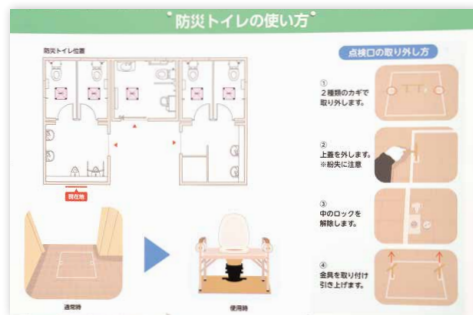 防災トイレの使い方
防災トイレ位置
現在地
通常時
使用時
点検口の取り外し方
①
2種類のカギで
取り外します。
②
上蓋を外します。
※紛失に注意
③
中のロックを
解除します。
④
金具を取り付け
引き上げます。